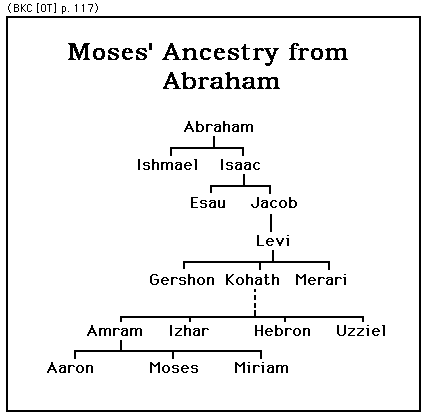 (BKC [OT] p. 117)
Moses' Ancestry from
Abraham
Abraham
Ishmael Isaac
Esau Jacob
Levi
Gershon Kohath Merari
Amram Izhar Hebron Uzziel
Aaron Moses Miriam